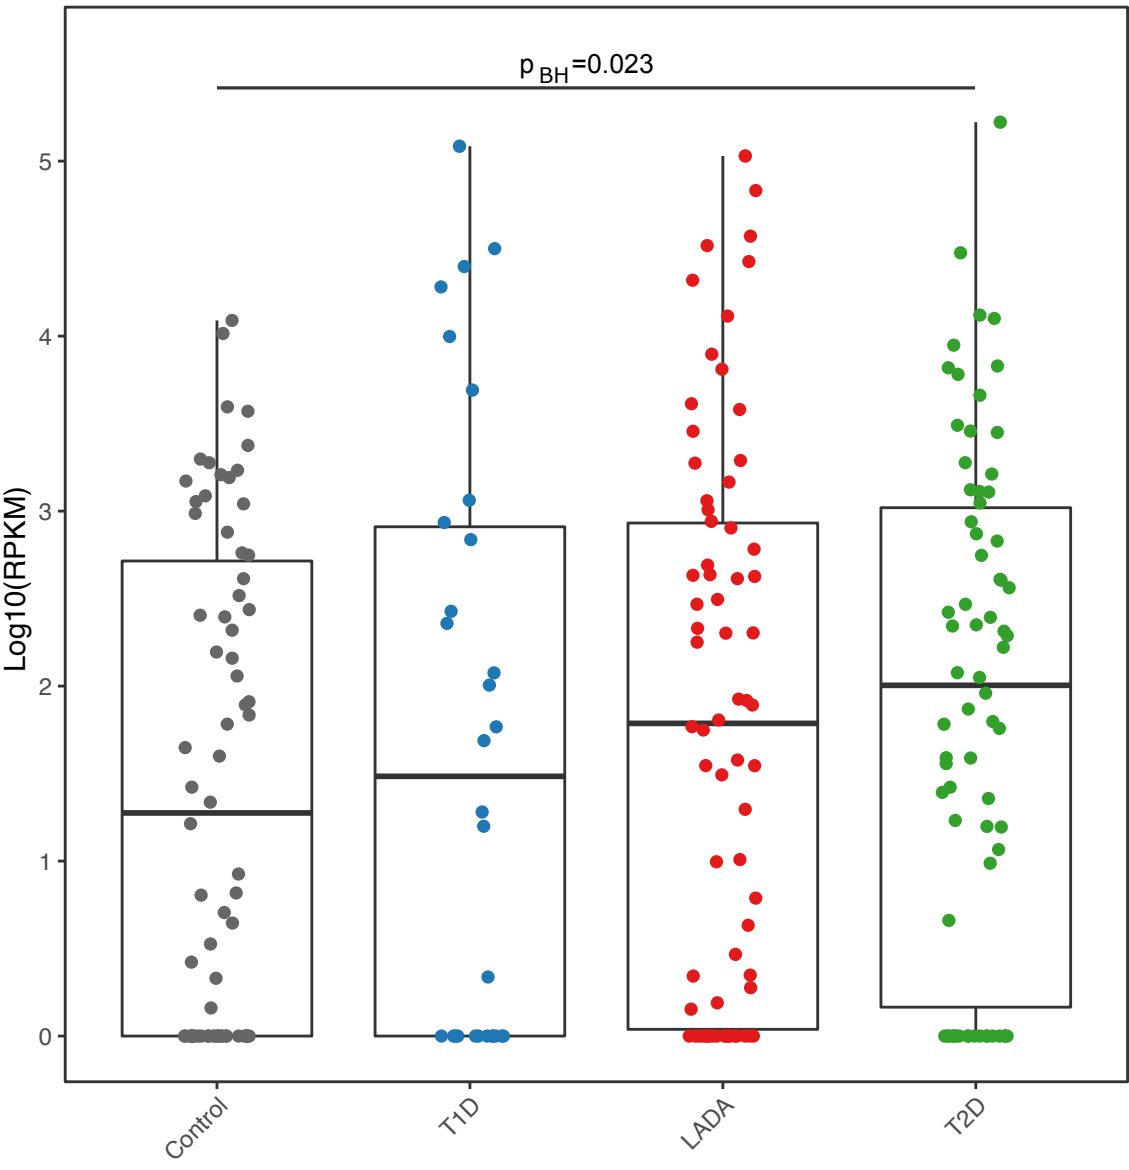 p BH=0.023
Log10(RPKM)
5
4
3
2
1
0
Control
T1D
LADA
T2D